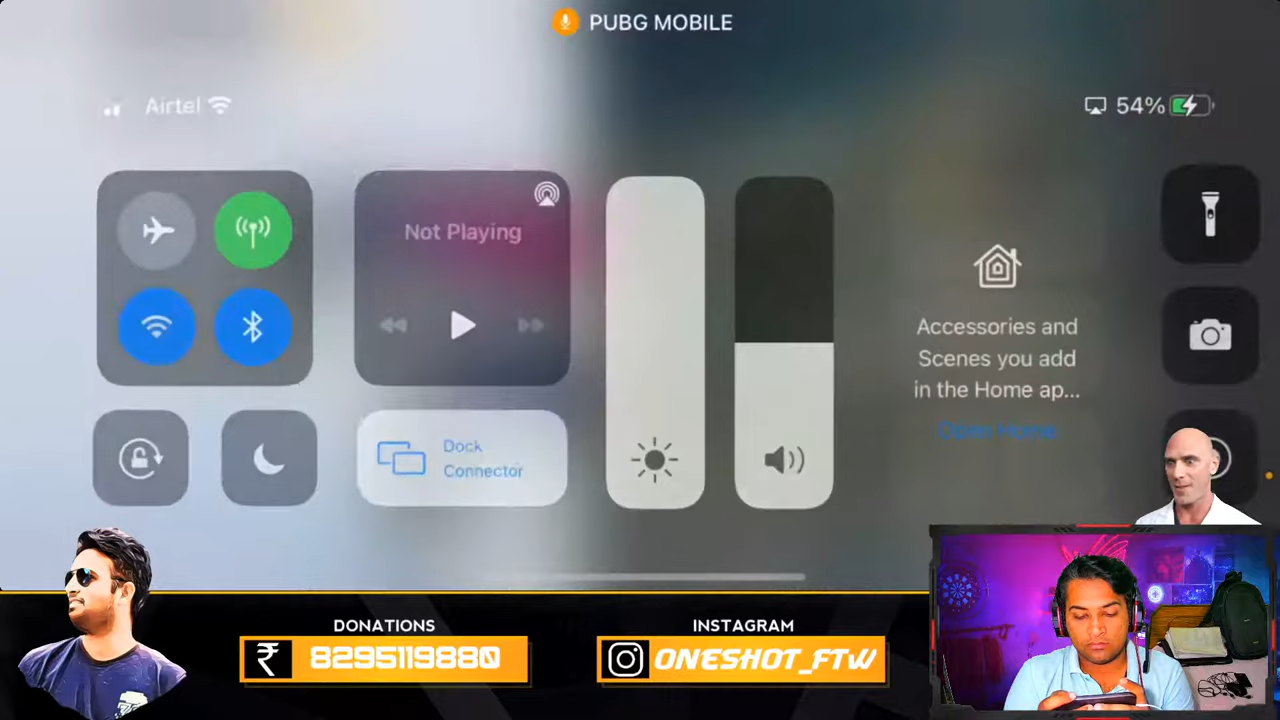 PUBG MOBILE
Airtel
54%
Not Playing
Accessories and
Scenes you add
in the Home ap...
Open Home
Dock
Connector
DONATIONS
INSTAGRAM
₹ 8295119880
ONESHOT_FTW